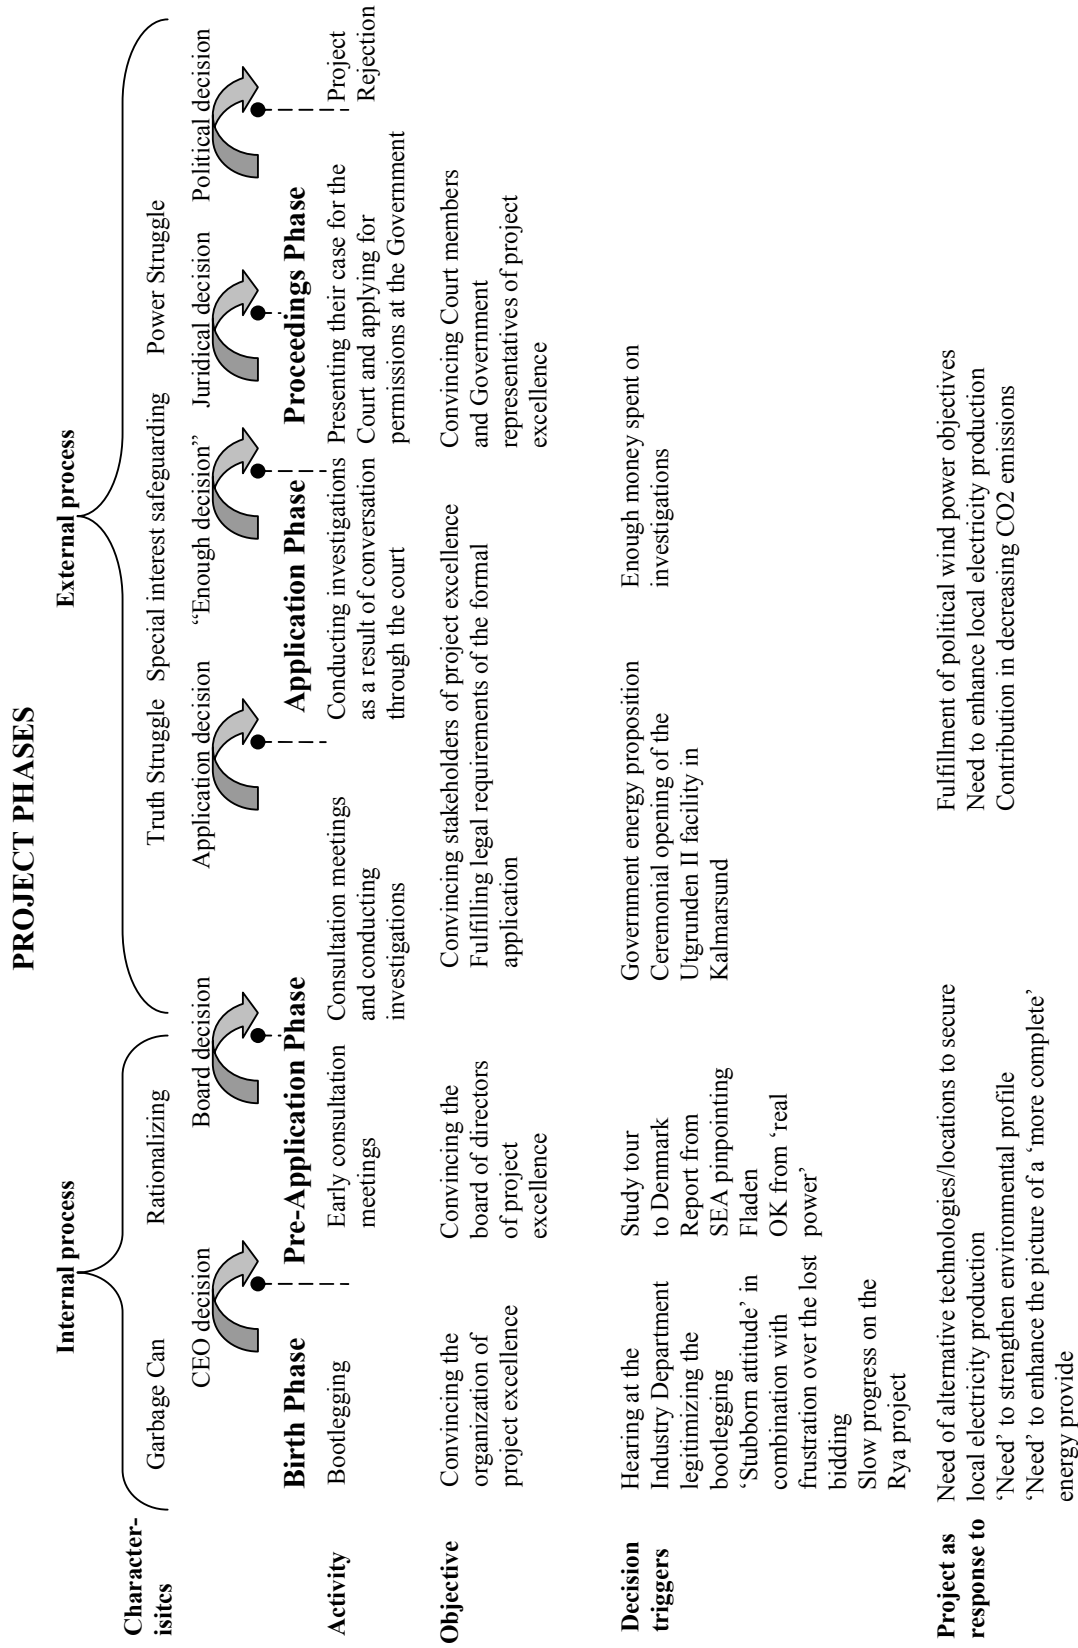 PROJECT PHASES
Internal process
External process
Character-
isitcs
Garbage Can
Rationalizing
Truth Struggle
Special interest safeguarding
Power Struggle
CEO decision
Board decision
Application decision
“Enough decision”
Juridical decision
Political decision
Birth Phase
Pre-Application Phase
Application Phase
Proceedings Phase
Activity
Bootlegging
Early consultation
meetings
Consultation meetings
and conducting
investigations
Conducting investigations
as a result of conversation
through the court
Presenting their case for the
Court and applying for
permissions at the Government
Project
Rejection
Objective
Convincing the
organization of
project excellence
Convincing the
board of directors
of project
excellence
Convincing stakeholders of project excellence
Fulfilling legal requirements of the formal
application
Convincing Court members
and Government
representatives of project
excellence
Decision
triggers
Hearing at the
Industry Department
legitimizing the
bootlegging
‘Stubborn attitude’ in
combination with
frustration over the lost
bidding
Slow progress on the
Rya project
Study tour
to Denmark
Report from
SEA pinpointing
Fladen
OK from ‘real
power’
Government energy proposition
Ceremonial opening of the
Utgrunden II facility in
Kalmarsund
Enough money spent on
investigations
Project as
response to
Need of alternative technologies/locations to secure
local electricity production
‘Need’ to strengthen environmental profile
‘Need’ to enhance the picture of a ‘more complete’
energy provide
Fulfillment of political wind power objectives
Need to enhance local electricity production
Contribution in decreasing CO2 emissions